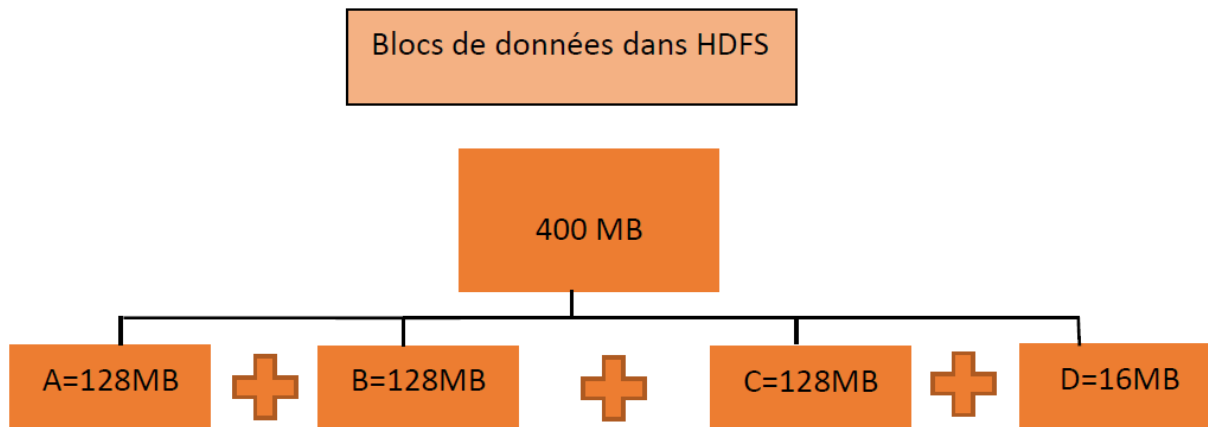 Blocs de données dans HDFS
400 MB
A=128MB
B=128MB
C=128MB
D=16MB